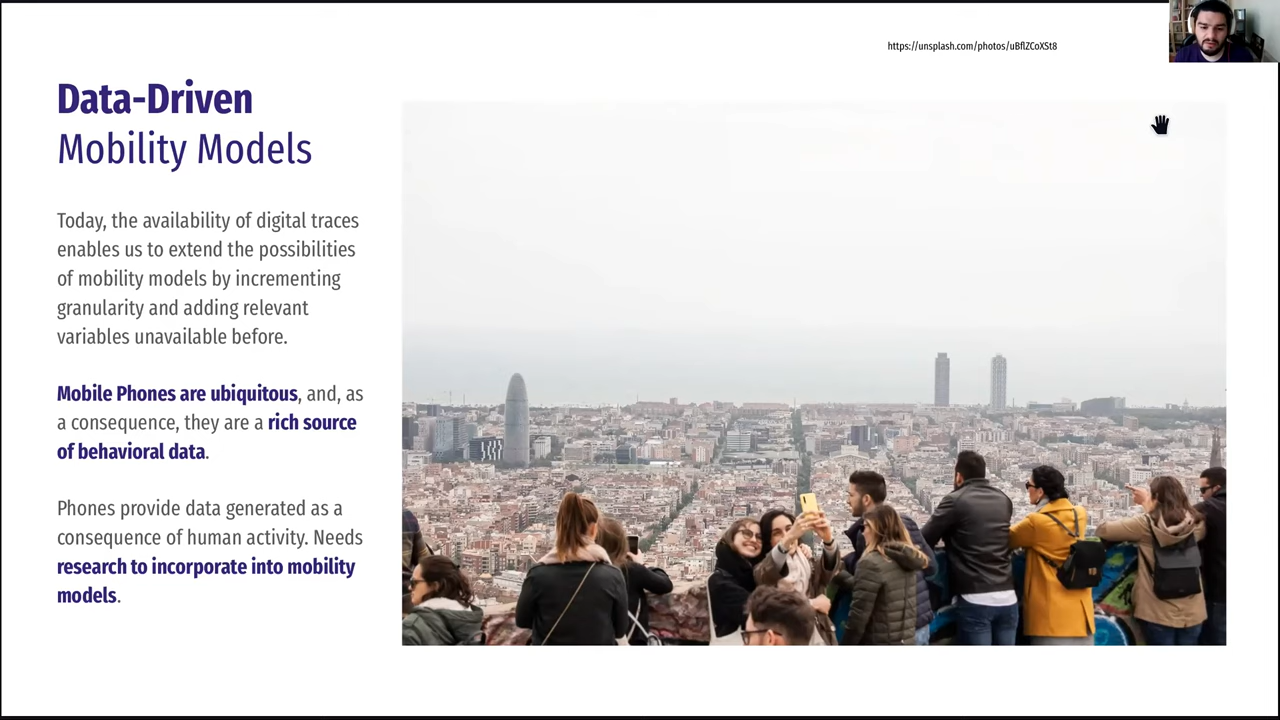 https://unsplash.com/photos/uBflZCoXSt8
Data-Driven
Mobility Models
Today, the availability of digital traces
enables us to extend the possibilities
of mobility models by incrementing
granularity and adding relevant
variables unavailable before.
Mobile Phones are ubiquitous, and, as
a consequence, they are a rich source
of behavioral data.
Phones provide data generated as a
consequence of human activity. Needs
research to incorporate into mobility
models.